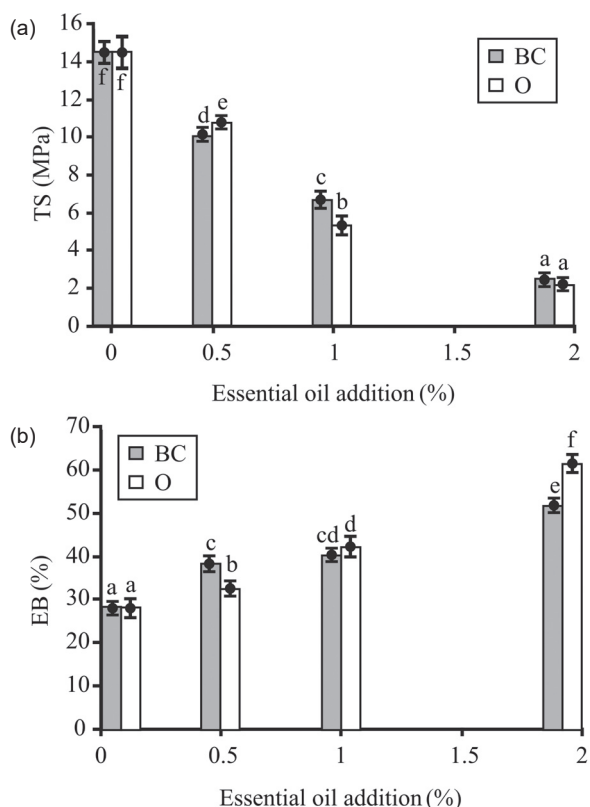 (a)
16
14
12
10
8
6
4
2
0
TS (MPa)
BC
O
f f
d e
c b
a a
0 0.5 1 1.5 2
Essential oil addition (%)
(b)
70
60
50
40
30
20
10
0
EB (%)
BC
O
a a
c b
cd d
e f
0 0.5 1 1.5 2
Essential oil addition (%)